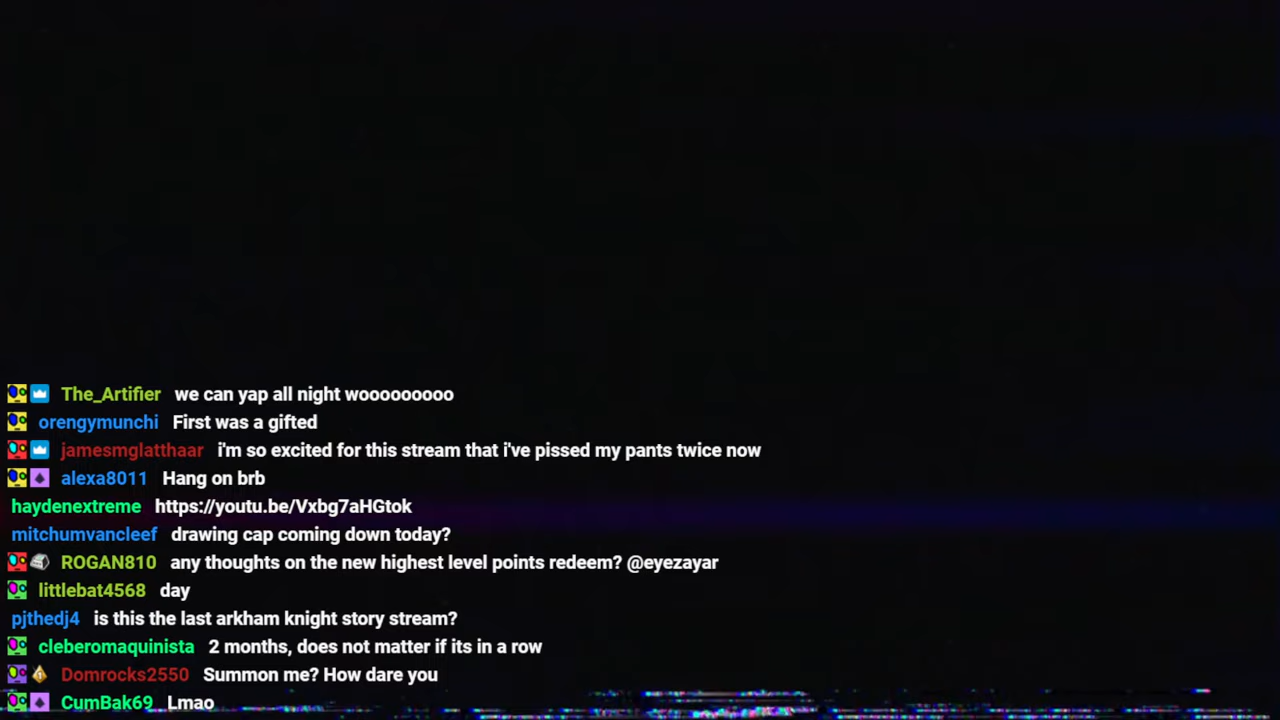 The_Artifier we can yap all night wooooooooo
orengymunchi First was a gifted
jamesmglatthaar i'm so excited for this stream that i've pissed my pants twice now
alexa8011 Hang on brb
haydenextreme https://youtu.be/Vxbg7aHGtok
mitchumvancleef drawing cap coming down today?
ROGAN810 any thoughts on the new highest level points redeem? @eyezayar
littlebat4568 day
pjthedj4 is this the last arkham knight story stream?
cleberomaquinista 2 months, does not matter if its in a row
Domrocks2550 Summon me? How dare you
CumBak69 Lmao